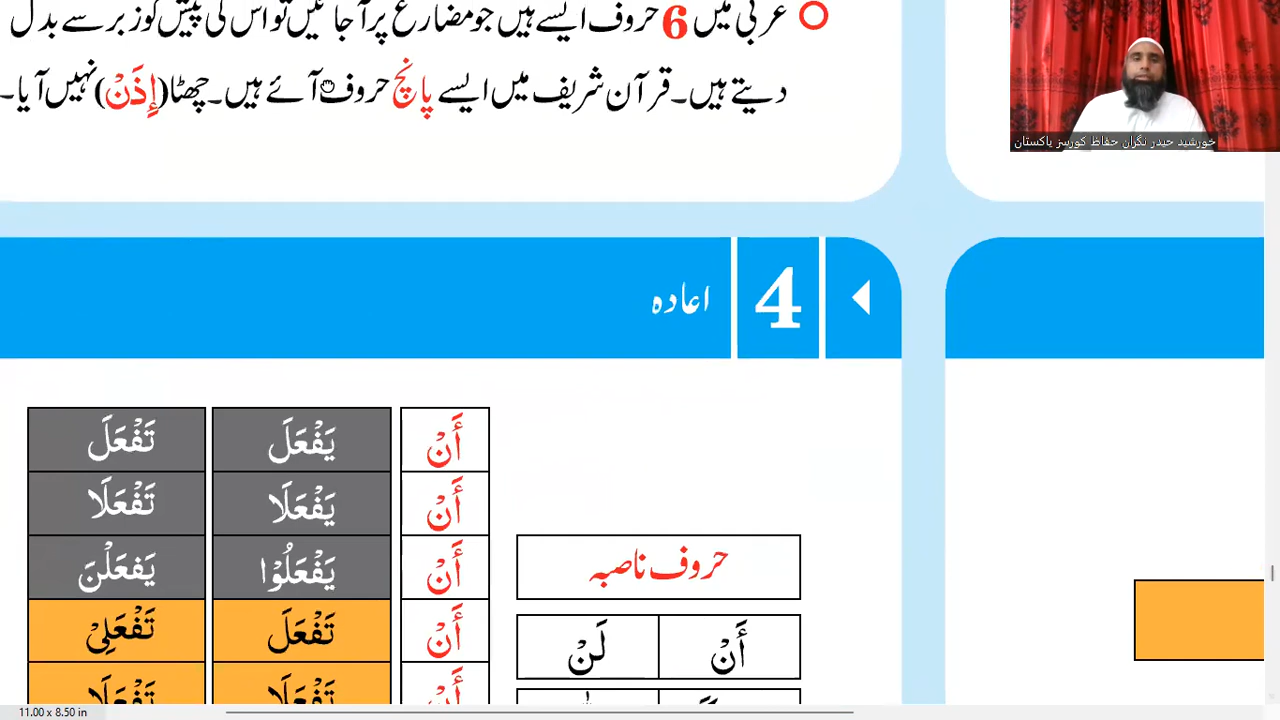 عربی میں 6 حروف ایسے ہیں جو مضارع پر آ جائیں تو اس کی پیش کو زبر سے بدل
دیتے ہیں۔ قرآن شریف میں ایسے پانچ حروف آئے ہیں۔ چھٹا (إِذَنْ) نہیں آیا۔
خورشید حیدر نگران حفاظ کورسز پاکستان
4 اعادہ
أَنْ يَفْعَلَ تَفْعَلَ
أَنْ يَفْعَلَا تَفْعَلَا
أَنْ يَفْعَلُوْا يَفْعَلْنَ
أَنْ تَفْعَلَ تَفْعَلِيْ
أَنْ تَفْعَلَا تَفْعَلَا
حروف ناصبہ
أَنْ لَنْ
11.00 x 8.50 in